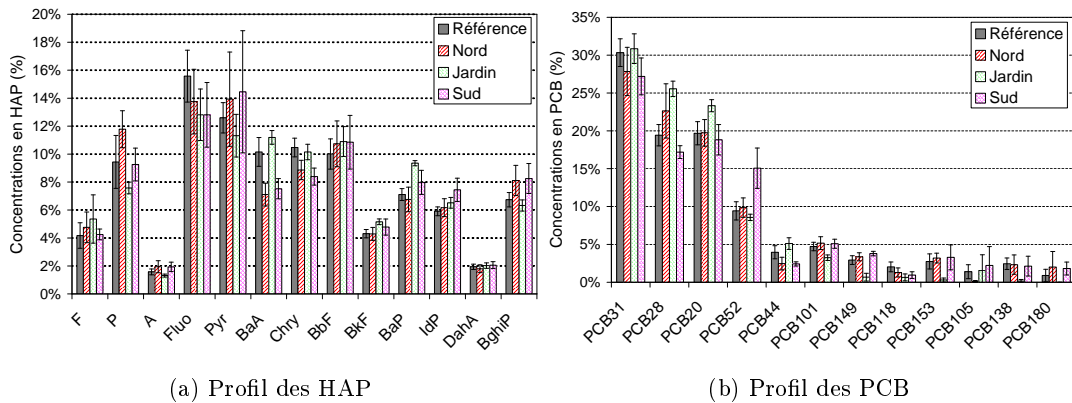 Concentrations en HAP (%)
20%
18%
16%
14%
12%
10%
8%
6%
4%
2%
0%
Référence
Nord
Jardin
Sud
F
P
A
Fluo
Pyr
BaA
Chry
BbF
BkF
BaP
IdP
DahA
BghiP
(a) Profil des HAP
Concentrations en PCB (%)
35%
30%
25%
20%
15%
10%
5%
0%
Référence
Nord
Jardin
Sud
PCB31
PCB28
PCB20
PCB52
PCB44
PCB101
PCB149
PCB118
PCB153
PCB105
PCB138
PCB180
(b) Profil des PCB